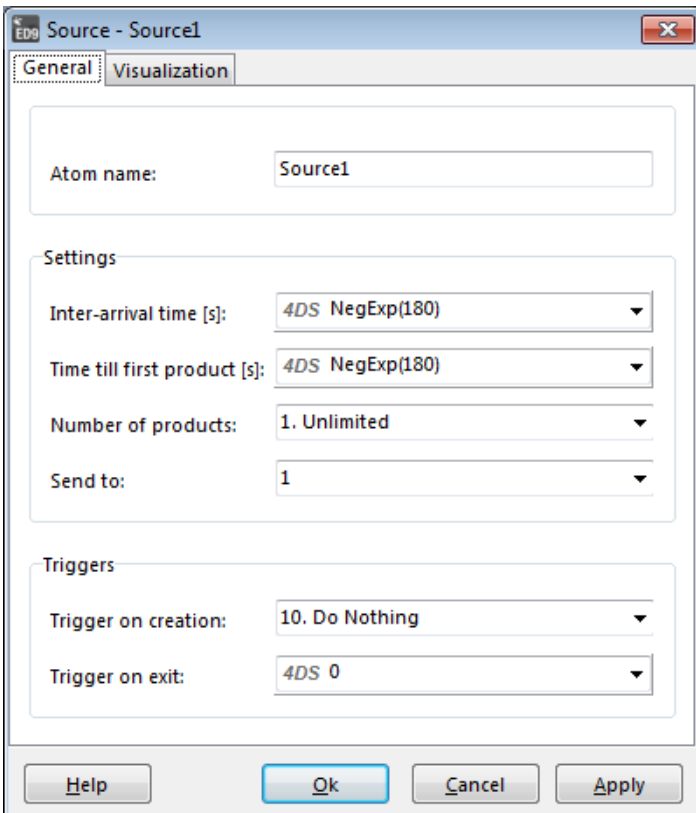 ED9 Source - Source1
General Visualization
Atom name: Source1
Settings
Inter-arrival time [s]: 4DS NegExp(180)
Time till first product [s]: 4DS NegExp(180)
Number of products: 1. Unlimited
Send to: 1
Triggers
Trigger on creation: 10. Do Nothing
Trigger on exit: 4DS 0
Help Ok Cancel Apply